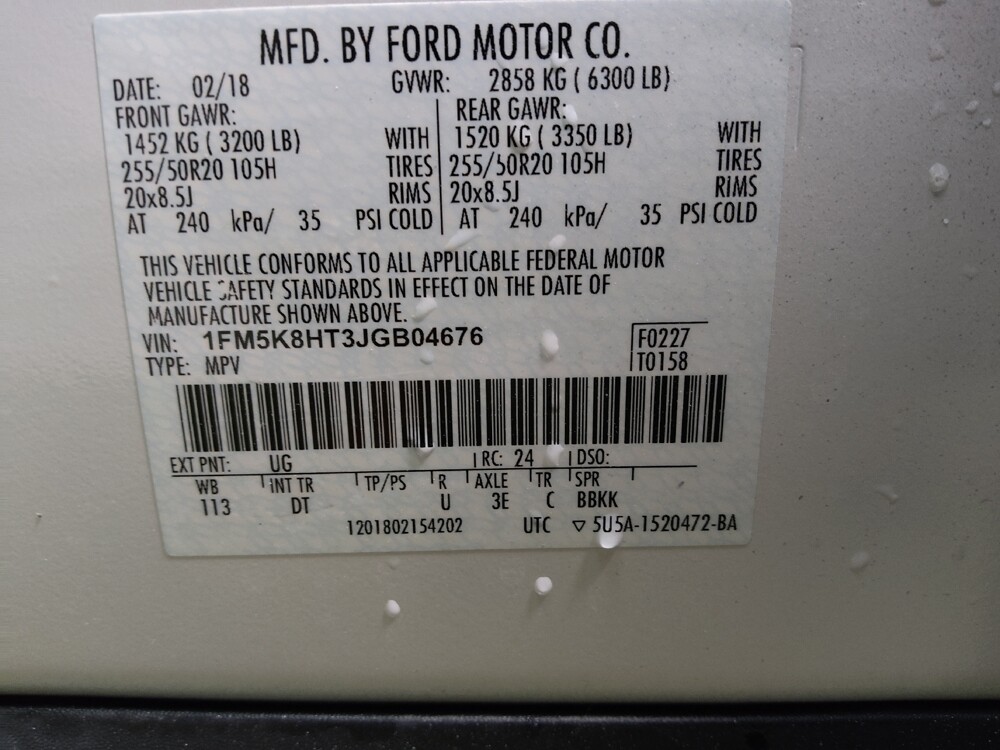 MFD. BY FORD MOTOR CO.
DATE: 02/18 GVWR: 2858 KG ( 6300 LB)
FRONT GAWR: REAR GAWR:
1452 KG ( 3200 LB) WITH 1520 KG ( 3350 LB) WITH
255/50R20 105H TIRES 255/50R20 105H TIRES
20x8.5J RIMS 20x8.5J RIMS
AT 240 kPa/ 35 PSI COLD AT 240 kPa/ 35 PSI COLD
THIS VEHICLE CONFORMS TO ALL APPLICABLE FEDERAL MOTOR
VEHICLE SAFETY STANDARDS IN EFFECT ON THE DATE OF
MANUFACTURE SHOWN ABOVE.
VIN: 1FM5K8HT3JGB04676 F0227
TYPE: MPV T0158
EXT PNT: UG RC: 24 DSO:
WB INT TR TP/PS R AXLE TR SPR
113 DT U 3E C BBKK
1201802154202 UTC ▽ 5U5A-1520472-BA